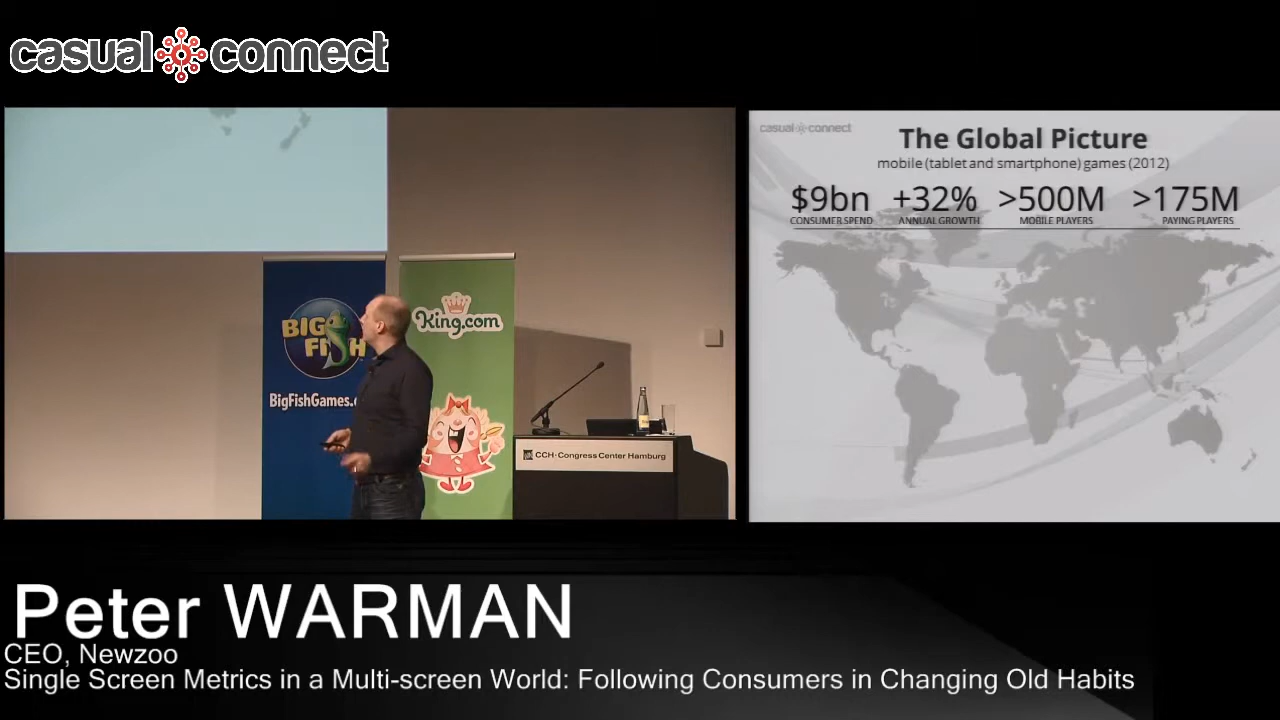 casual connect
casual connect
The Global Picture
mobile (tablet and smartphone) games (2012)
$9bn +32% >500M >175M
CONSUMER SPEND ANNUAL GROWTH MOBILE PLAYERS PAYING PLAYERS
BIG FISH
BigFishGames.c
King.com
CCH-Congress Center Hamburg
Peter WARMAN
CEO, Newzoo
Single Screen Metrics in a Multi-screen World: Following Consumers in Changing Old Habits